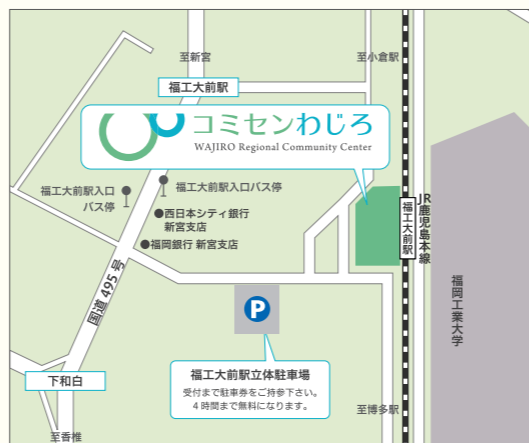 至新宮
至小倉駅
福工大前駅
コミセンわじろ
WAJIRO Regional Community Center
福工大前駅入口
バス停
福工大前駅入口バス停
●西日本シティ銀行
新宮支店
●福岡銀行 新宮支店
国道 495 号
JR鹿児島本線
福工大前駅
福岡工業大学
P
下和白
福工大前駅立体駐車場
受付まで駐車券をご持参下さい。
4時間まで無料になります。
至香椎
至博多駅